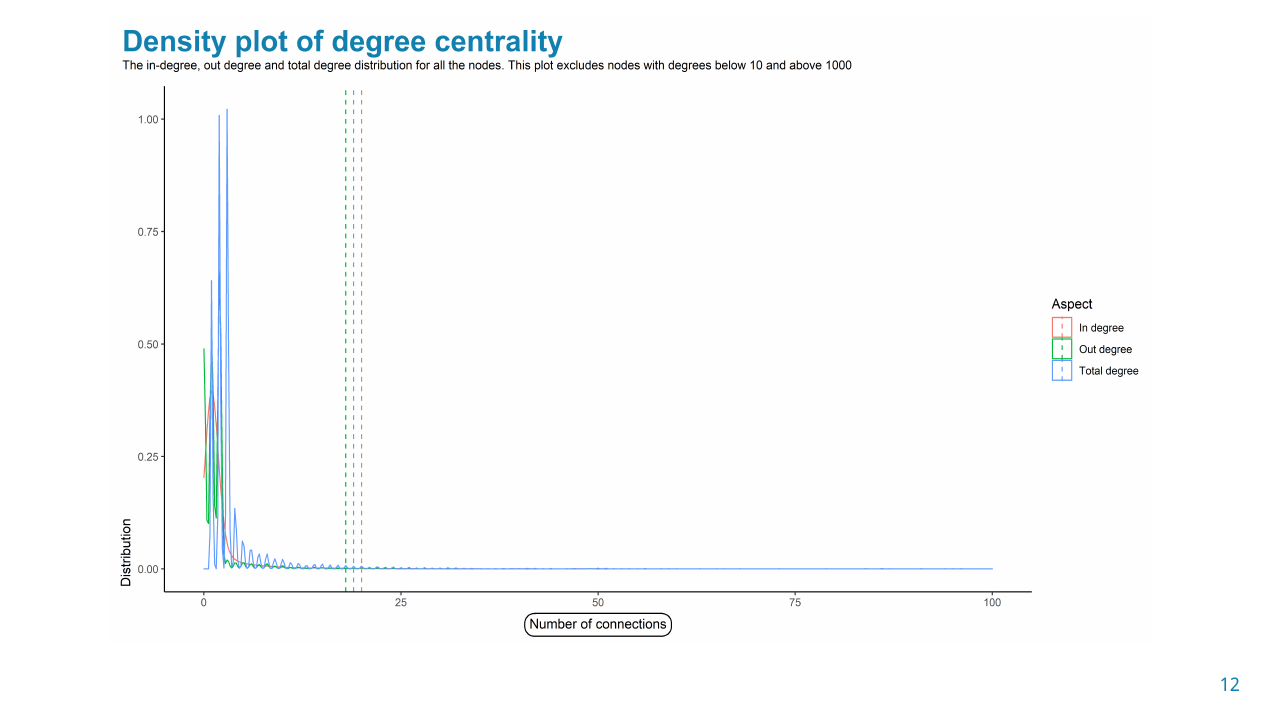 Density plot of degree centrality
The in-degree, out degree and total degree distribution for all the nodes. This plot excludes nodes with degrees below 10 and above 1000
1.00
0.75
0.50
0.25
0.00
Distribution
0 25 50 75 100
Number of connections
Aspect
In degree
Out degree
Total degree
12